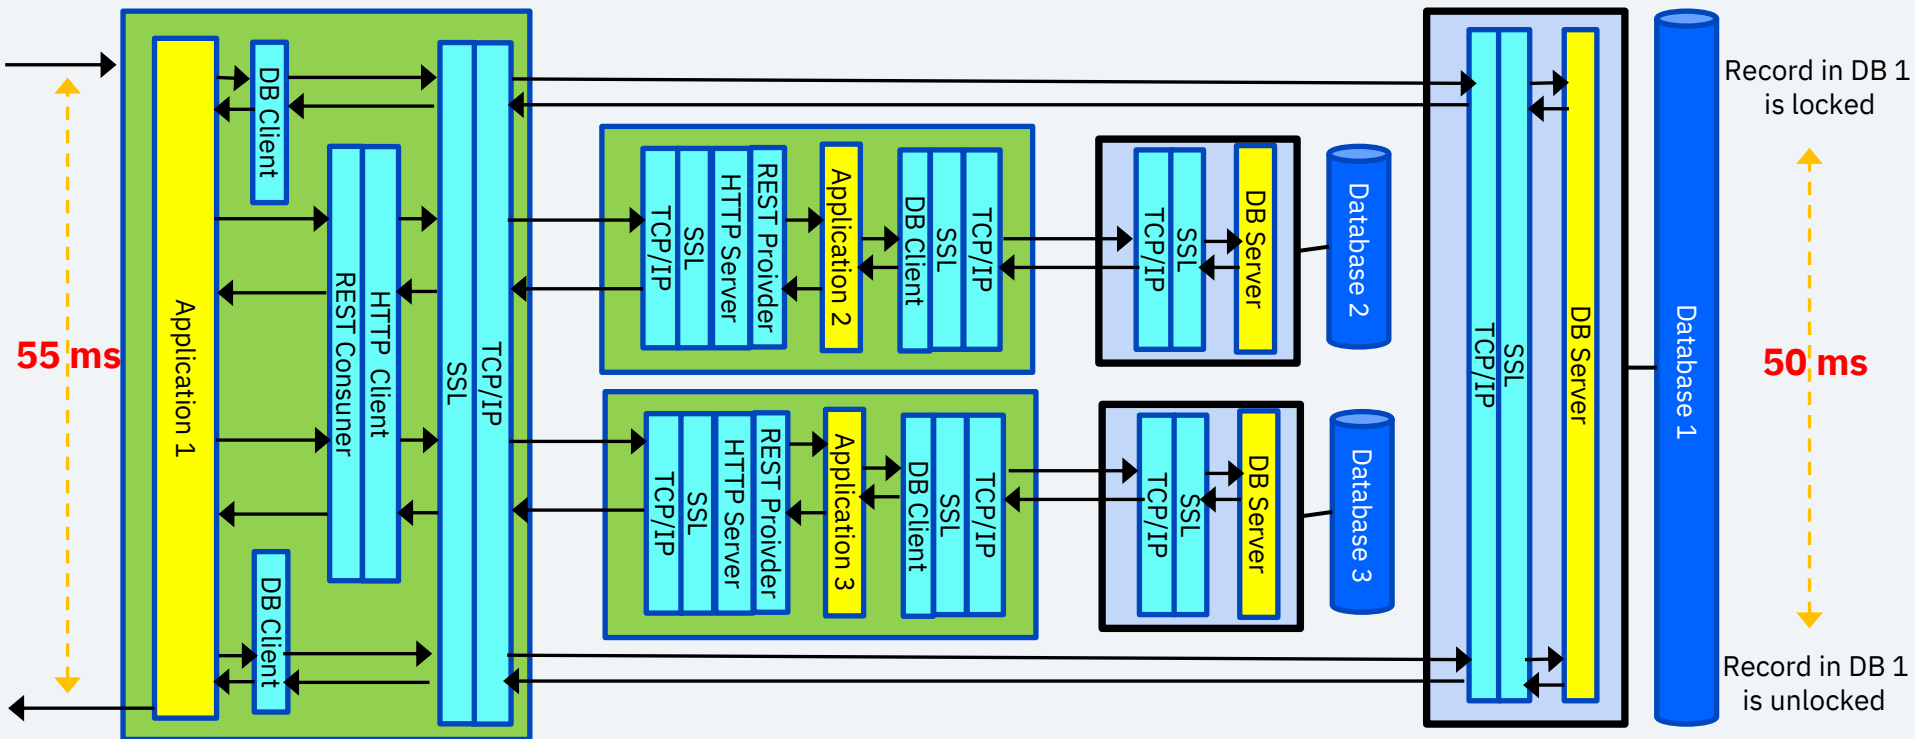 55 ms
Application 1
DB Client
REST Consuner
HTTP Client
DB Client
SSL
TCP/IP
TCP/IP
SSL
HTTP Server
REST Proivder
Application 2
DB Client
SSL
TCP/IP
TCP/IP
SSL
DB Server
Database 2
TCP/IP
SSL
HTTP Server
REST Proivder
Application 3
DB Client
SSL
TCP/IP
TCP/IP
SSL
DB Server
Database 3
TCP/IP
SSL
DB Server
Database 1
Record in DB 1
is locked
50 ms
Record in DB 1
is unlocked